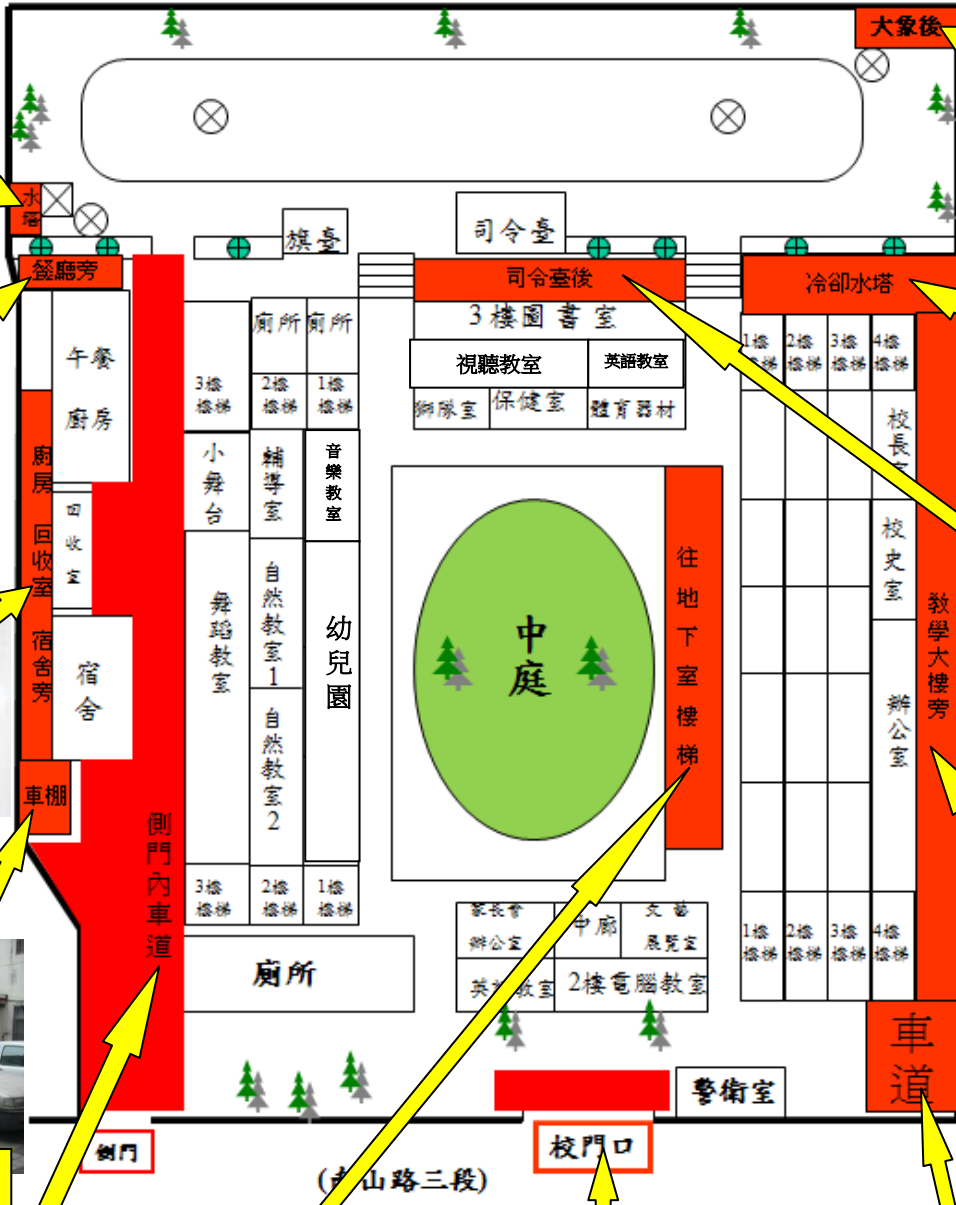 大象後
水塔
旗臺
司令臺
餐廳旁
司令臺後
冷卻水塔
3樓圖書室
廁所
廁所
視聽教室
英語教室
獅隊室
保健室
體育器材
3樓
樓梯
2樓
樓梯
1樓
樓梯
1樓
樓梯
2樓
樓梯
3樓
樓梯
4樓
樓梯
午餐
廚房
小舞台
輔導室
音樂教室
校長室
廚房 回收室 宿舍旁
回收室
校史室
往地下室樓梯
教學大樓旁
舞蹈教室
自然教室1
幼兒園
中庭
宿舍
自然教室2
辦公室
車棚
側門內車道
3樓
樓梯
2樓
樓梯
1樓
樓梯
家長會
辦公室
中廊
文藝
展覽室
1樓
樓梯
2樓
樓梯
3樓
樓梯
4樓
樓梯
廁所
教室
2樓電腦教室
車道
警衛室
側門
校門口
山路三段)